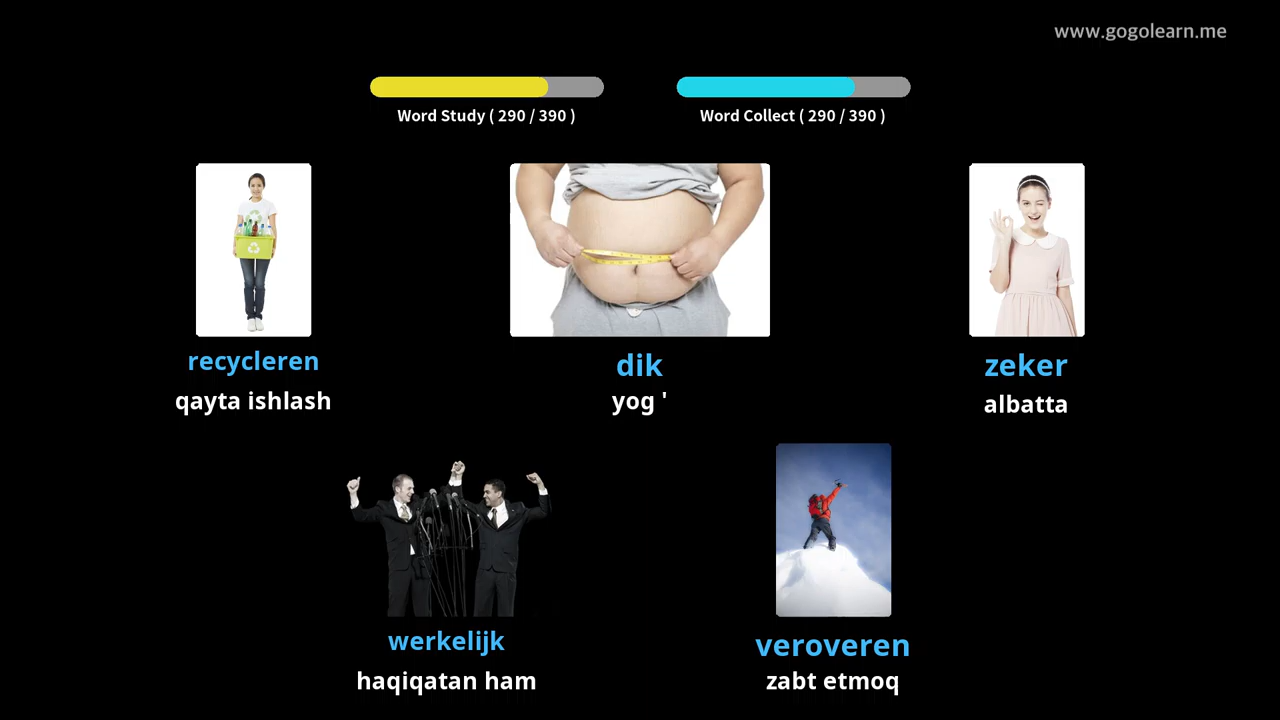 www.gogolearn.me
Word Study ( 290 / 390 )
Word Collect ( 290 / 390 )
recycleren
qayta ishlash
dik
yog '
zeker
albatta
werkelijk
haqiqatan ham
veroveren
zabt etmoq